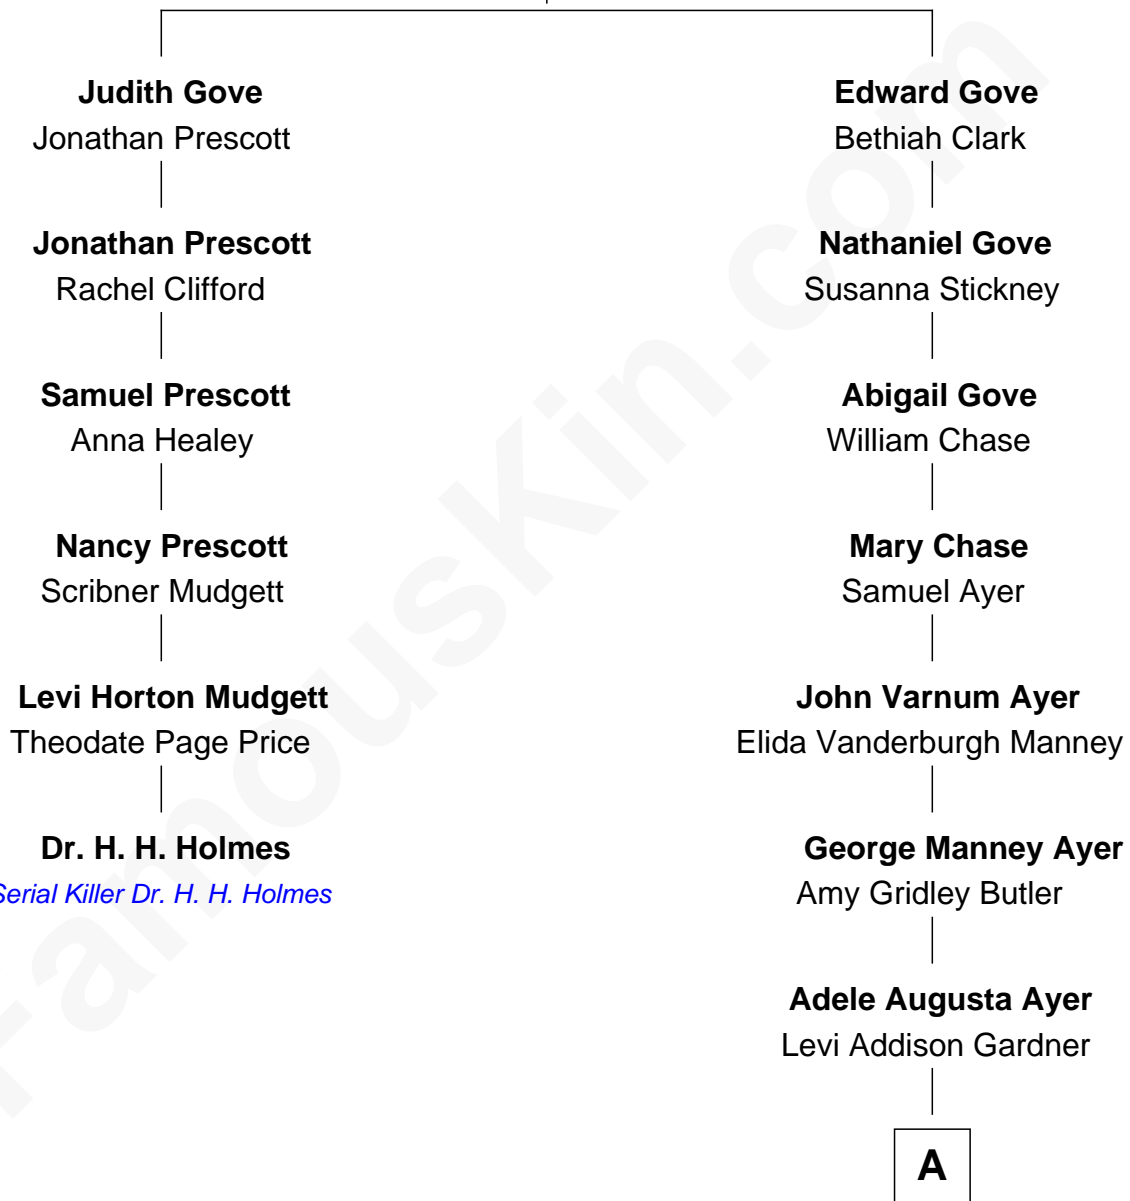 Judith Gove
Jonathan Prescott
Jonathan Prescott
Rachel Clifford
Samuel Prescott
Anna Healey
Nancy Prescott
Scribner Mudgett
Levi Horton Mudgett
Theodate Page Price
Dr. H. H. Holmes
Serial Killer Dr. H. H. Holmes
Edward Gove
Bethiah Clark
Nathaniel Gove
Susanna Stickney
Abigail Gove
William Chase
Mary Chase
Samuel Ayer
John Varnum Ayer
Elida Vanderburgh Manney
George Manney Ayer
Amy Gridley Butler
Adele Augusta Ayer
Levi Addison Gardner
A
FamousKin.com